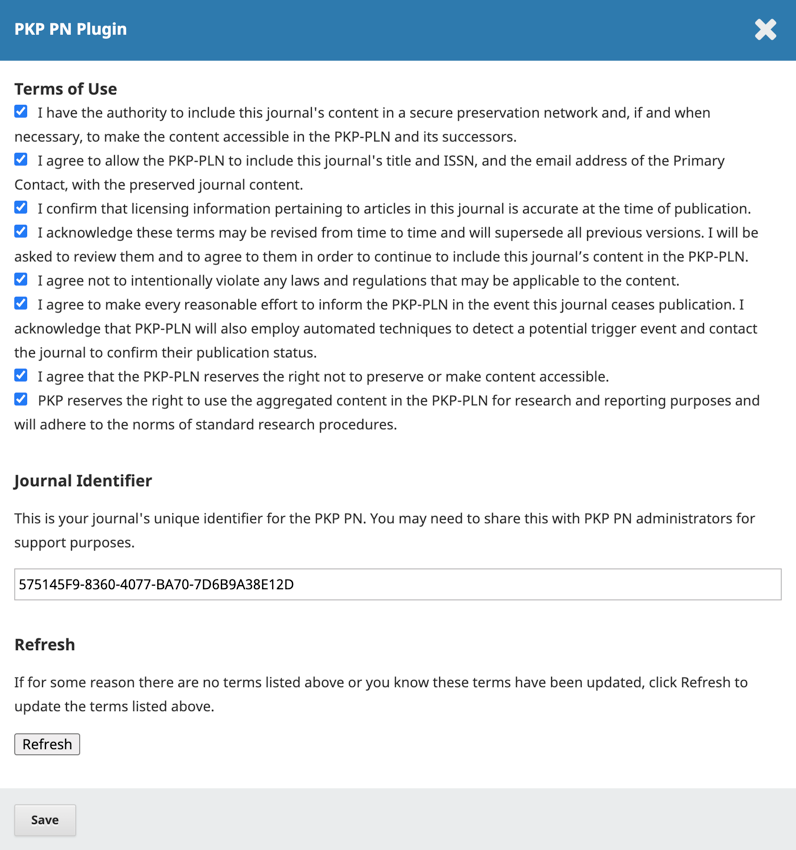 PKP PN Plugin
Terms of Use
I have the authority to include this journal's content in a secure preservation network and, if and when
necessary, to make the content accessible in the PKP-PLN and its successors.
I agree to allow the PKP-PLN to include this journal's title and ISSN, and the email address of the Primary
Contact, with the preserved journal content.
I confirm that licensing information pertaining to articles in this journal is accurate at the time of publication.
I acknowledge these terms may be revised from time to time and will supersede all previous versions. I will be
asked to review them and to agree to them in order to continue to include this journal’s content in the PKP-PLN.
I agree not to intentionally violate any laws and regulations that may be applicable to the content.
I agree to make every reasonable effort to inform the PKP-PLN in the event this journal ceases publication. I
acknowledge that PKP-PLN will also employ automated techniques to detect a potential trigger event and contact
the journal to confirm their publication status.
I agree that the PKP-PLN reserves the right not to preserve or make content accessible.
PKP reserves the right to use the aggregated content in the PKP-PLN for research and reporting purposes and
will adhere to the norms of standard research procedures.
Journal Identifier
This is your journal's unique identifier for the PKP PN. You may need to share this with PKP PN administrators for
support purposes.
575145F9-8360-4077-BA70-7D6B9A38E12D
Refresh
If for some reason there are no terms listed above or you know these terms have been updated, click Refresh to
update the terms listed above.
Refresh
Save